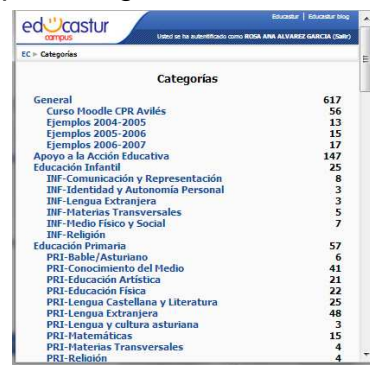 educastur
campus
Educastur | Educastur blog
Usted se ha autentificado como ROSA ANA ALVAREZ GARCIA (Salir)
EC ► Categorías
Categorías
General 617
Curso Moodle CPR Avilés 56
Ejemplos 2004-2005 13
Ejemplos 2005-2006 15
Ejemplos 2006-2007 17
Apoyo a la Acción Educativa 147
Educación Infantil 25
INF-Comunicación y Representación 8
INF-Identidad y Autonomía Personal 3
INF-Lengua Extranjera 3
INF-Materias Transversales 5
INF-Medio Físico y Social 7
INF-Religión
Educación Primaria 57
PRI-Bable/Asturiano 6
PRI-Conocimiento del Medio 41
PRI-Educación Artística 21
PRI-Educación Física 22
PRI-Lengua Castellana y Literatura 25
PRI-Lengua Extranjera 48
PRI-Lengua y cultura asturiana 3
PRI-Matemáticas 15
PRI-Materias Transversales 4
PRI-Religión 4